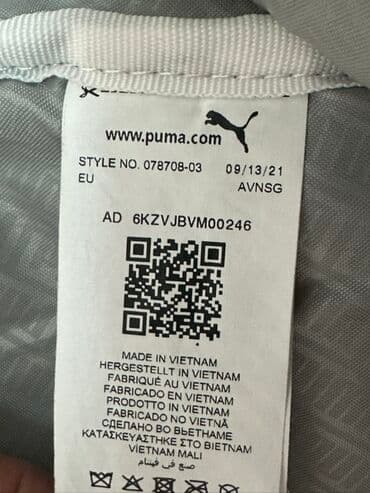 www.puma.com
STYLE NO. 078708-03 09/13/21
EU AVNSG
AD 6KZVJBVM00246
MADE IN VIETNAM
HERGESTELLT IN VIETNAM
FABRIQUÉ AU VIETNAM
FABRICADO EN VIETNAM
PRODOTTO IN VIETNAM
FABRICADO NO VIETNÃ
СДЕЛАНО ВО ВЬЕТНАМЕ
ΚΑΤΑΣΚΕΥΑΣΤΗΚΕ ΣΤΟ ΒΙΕΤΝΑΜ
VİETNAM MALI
صنع في فيتنام